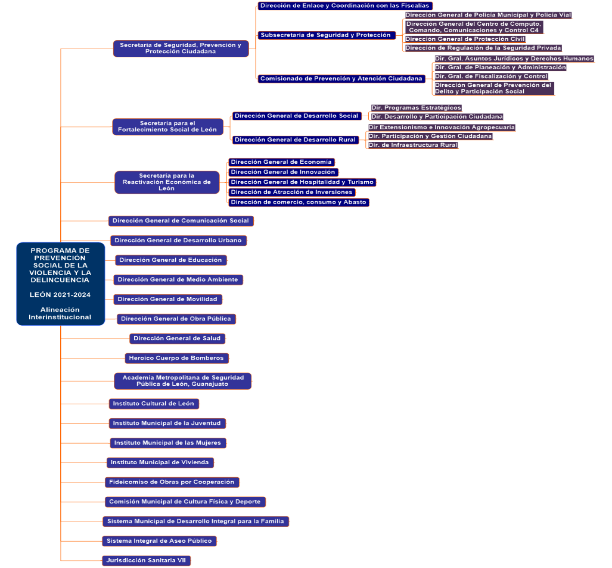 PROGRAMA DE
PREVENCIÓN
SOCIAL DE LA
VIOLENCIA Y LA
DELINCUENCIA
LEÓN 2021-2024
Alineación
Interinstitucional
Secretaría de Seguridad, Prevención y
Protección Ciudadana
Dirección de Enlace y Coordinación con las Fiscalías
Subsecretaría de Seguridad y Protección
Dirección General de Policía Municipal y Policía Vial
Dirección General del Centro de Computo,
Comando, Comunicaciones y Control C4
Dirección General de Protección Civil
Dirección de Regulación de la Seguridad Privada
Comisionado de Prevención y Atención Ciudadana
Dir. Gral. Asuntos Jurídicos y Derechos Humanos
Dir. Gral. de Planeación y Administración
Dir. Gral. de Fiscalización y Control
Dirección General de Prevención del
Delito y Participación Social
Secretaría para el
Fortalecimiento Social de León
Dirección General de Desarrollo Social
Dir. Programas Estratégicos
Dir. Desarrollo y Participación Ciudadana
Dirección General de Desarrollo Rural
Dir Extensionismo e Innovación Agropecuaria
Dir. Participación y Gestión Ciudadana
Dir. de Infraestructura Rural
Secretaría para la
Reactivación Económica de
León
Dirección General de Economía
Dirección General de Innovación
Dirección General de Hospitalidad y Turismo
Dirección de Atracción de Inversiones
Dirección de comercio, consumo y Abasto
Dirección General de Comunicación Social
Dirección General de Desarrollo Urbano
Dirección General de Educación
Dirección General de Medio Ambiente
Dirección General de Movilidad
Dirección General de Obra Pública
Dirección General de Salud
Heroico Cuerpo de Bomberos
Academia Metropolitana de Seguridad
Pública de León, Guanajusto
Instituto Cultural de León
Instituto Municipal de la Juventud
Instituto Municipal de las Mujeres
Instituto Municipal de Vivienda
Fideicomiso de Obras por Cooperación
Comisión Municipal de Cultura Física y Deporte
Sistema Municipal de Desarrollo Integral para la Familia
Sistema Integral de Aseo Público
Jurisdicción Sanitaria VII